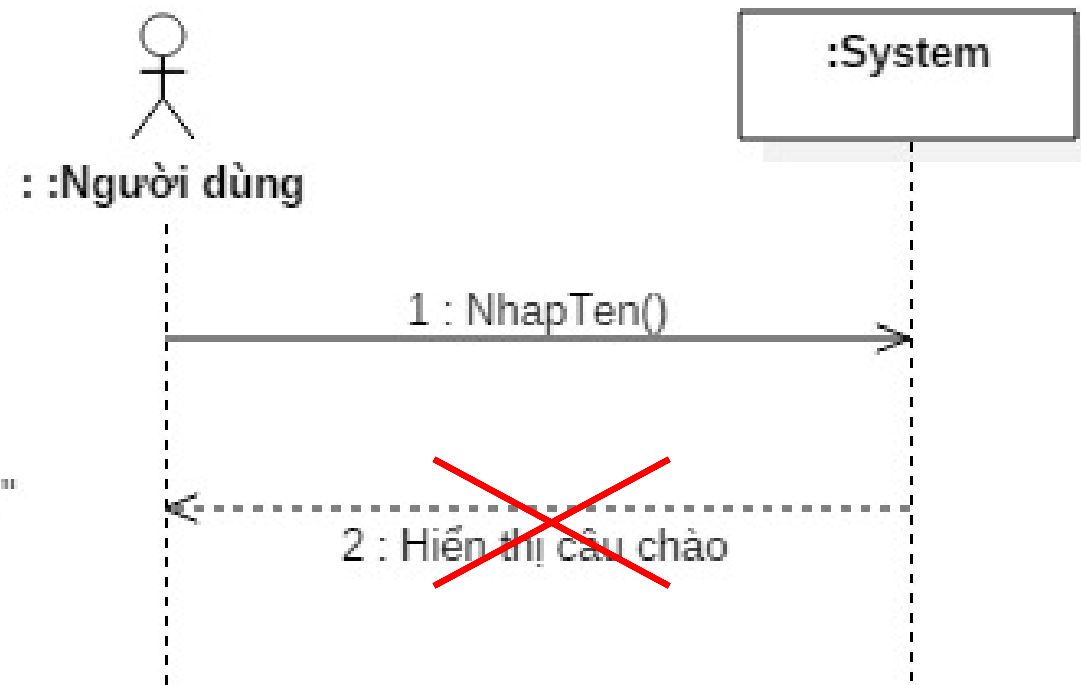 :System
: :Người dùng
1 : NhapTen()
"
2 : Hiển thị câu chào